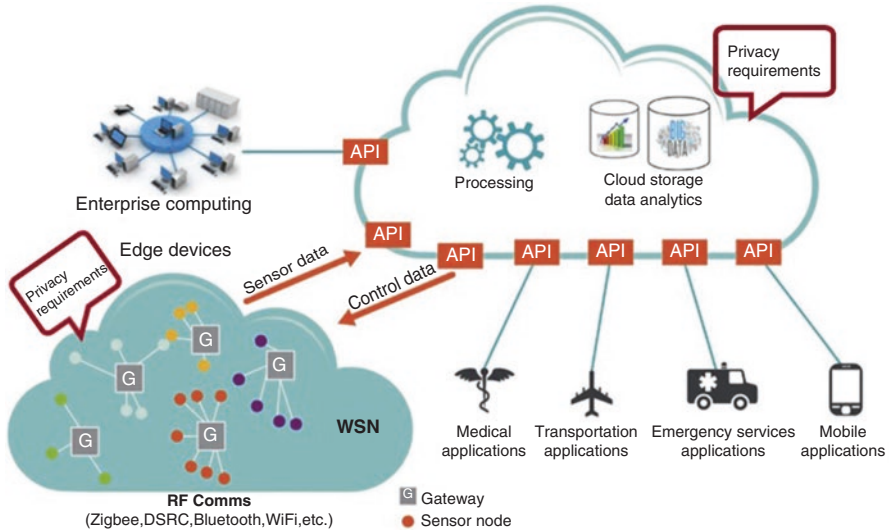 Privacy
requirements
API
Processing
Cloud storage
data analytics
BIG
DATA
Enterprise computing
API
API
API
API
API
API
Edge devices
Sensor data
Control data
Privacy
requirements
G
G
G
G
G
WSN
Medical
applications
Transportation
applications
Emergency services
applications
Mobile
applications
RF Comms
(Zigbee,DSRC,Bluetooth,WiFi,etc.)
G Gateway
Sensor node